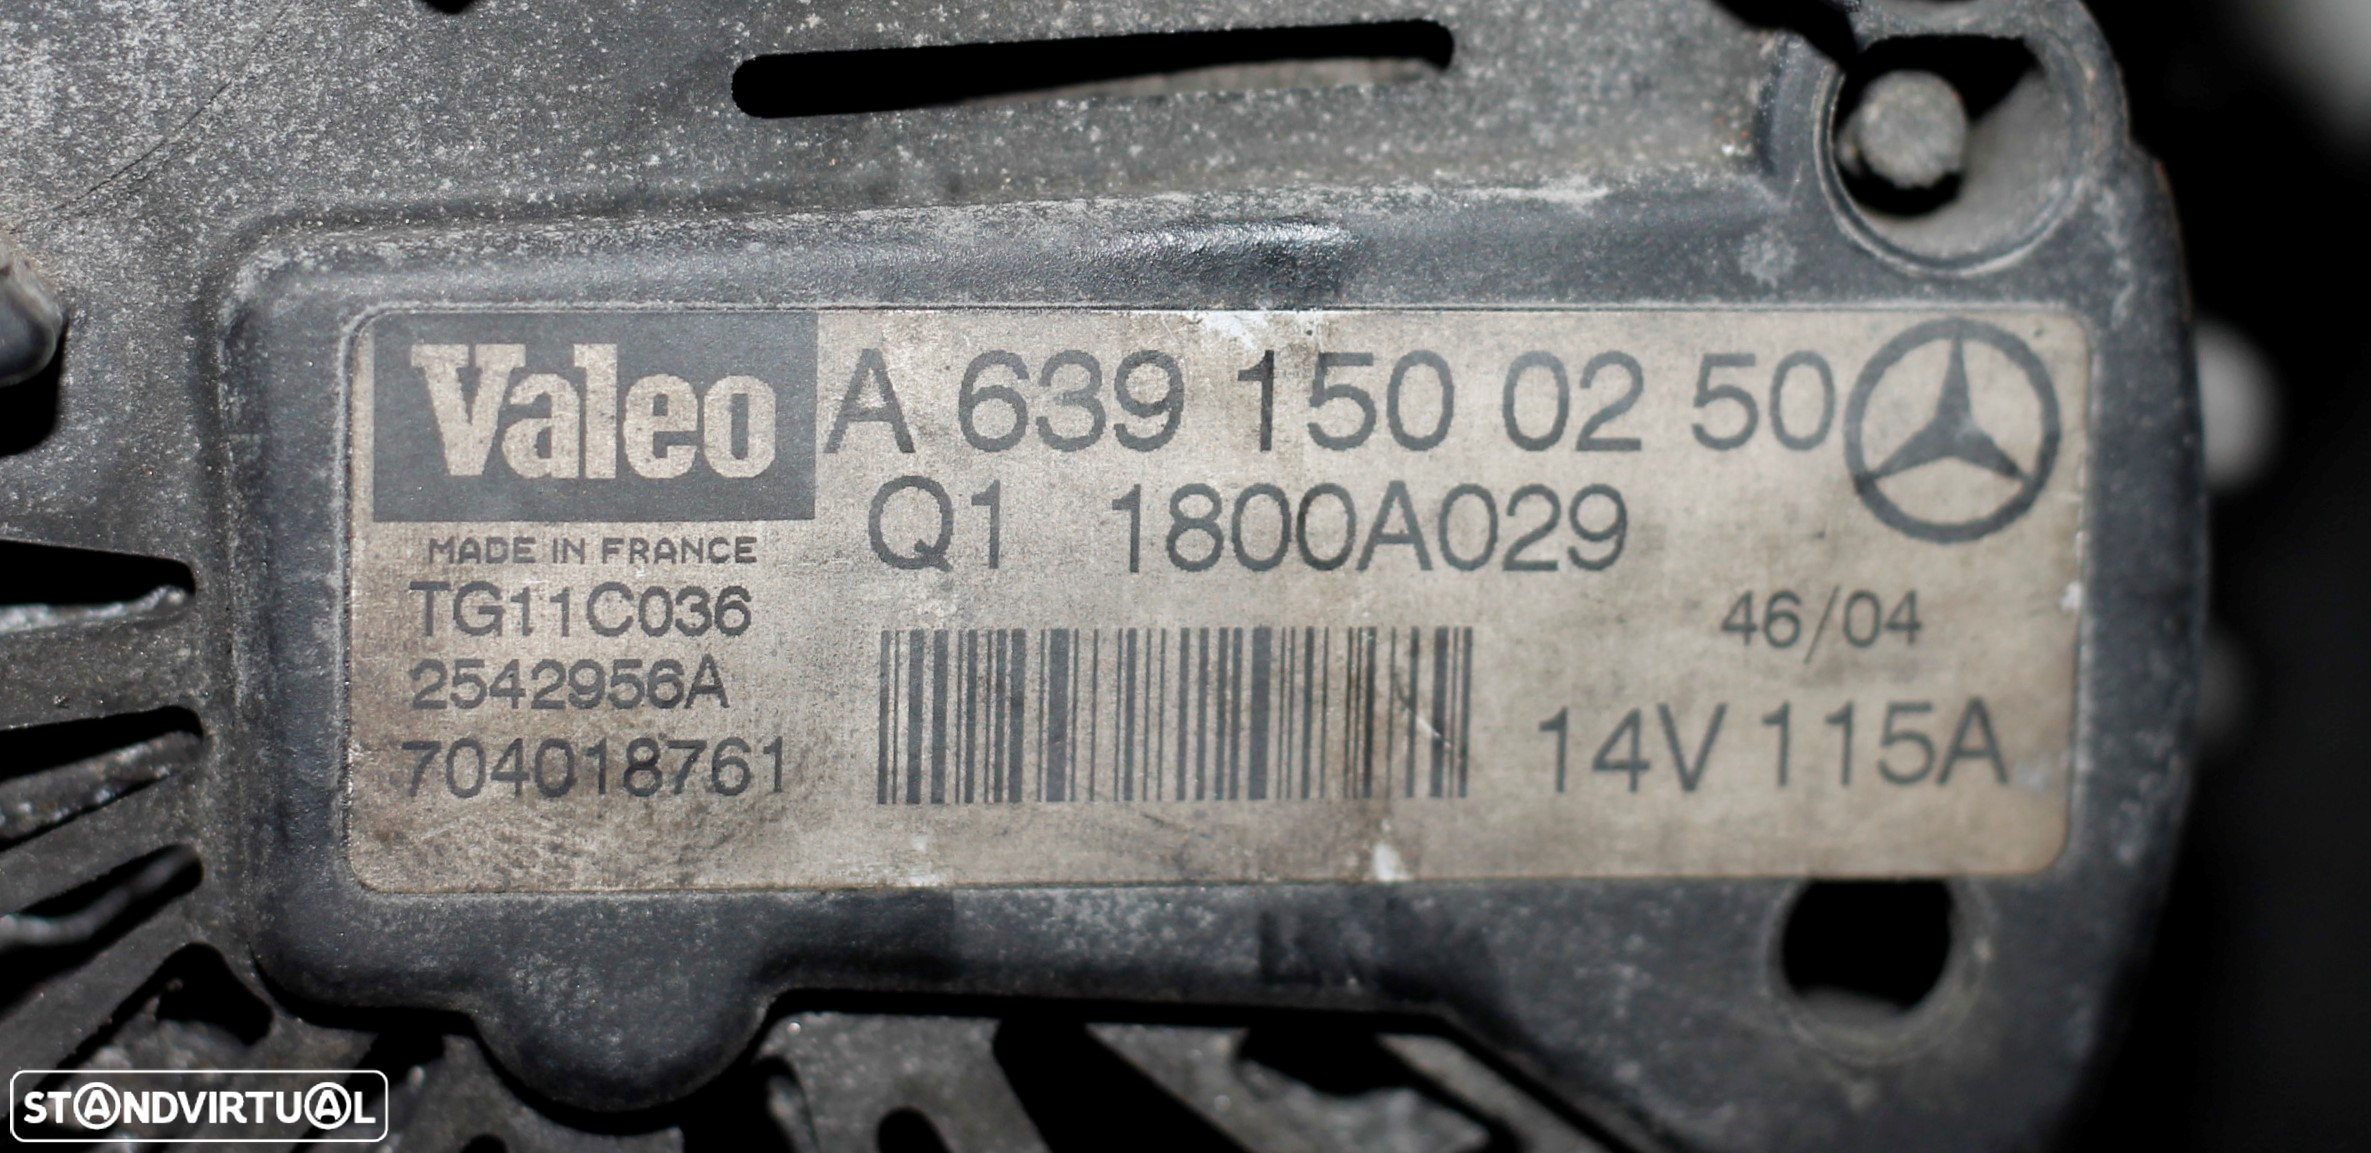 Valeo
A 639 150 02 50
Q1 1800A029
MADE IN FRANCE
TG11C036
46/04
2542956A
14V 115A
704018761
STANDVIRTUAL